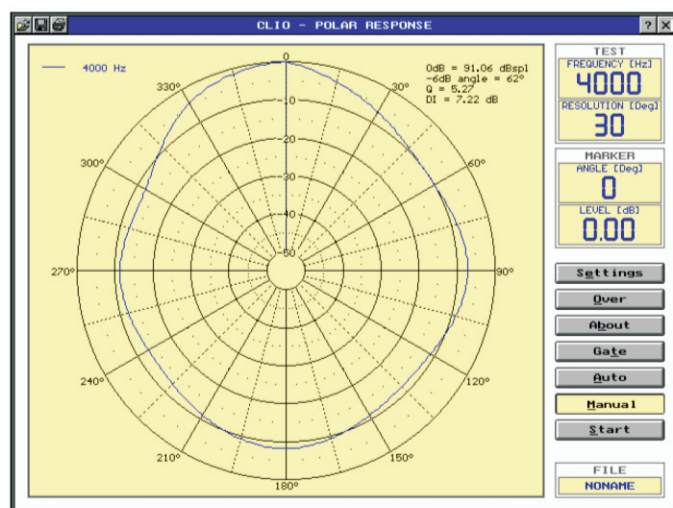 CLIO - POLAR RESPONSE
? X
4000 Hz
0dB = 91.06 dBspl
-6dB angle = 62°
Q = 5.27
DI = 7.22 dB
0
330°
30°
-10
-20
300°
60°
-30
-40
-50
270°
90°
240°
120°
210°
150°
180°
TEST
FREQUENCY [Hz]
4000
RESOLUTION [Deg]
30
MARKER
ANGLE [Deg]
0
LEVEL [dB]
0.00
Settings
Over
About
Gate
Auto
Manual
Start
FILE
NONAME